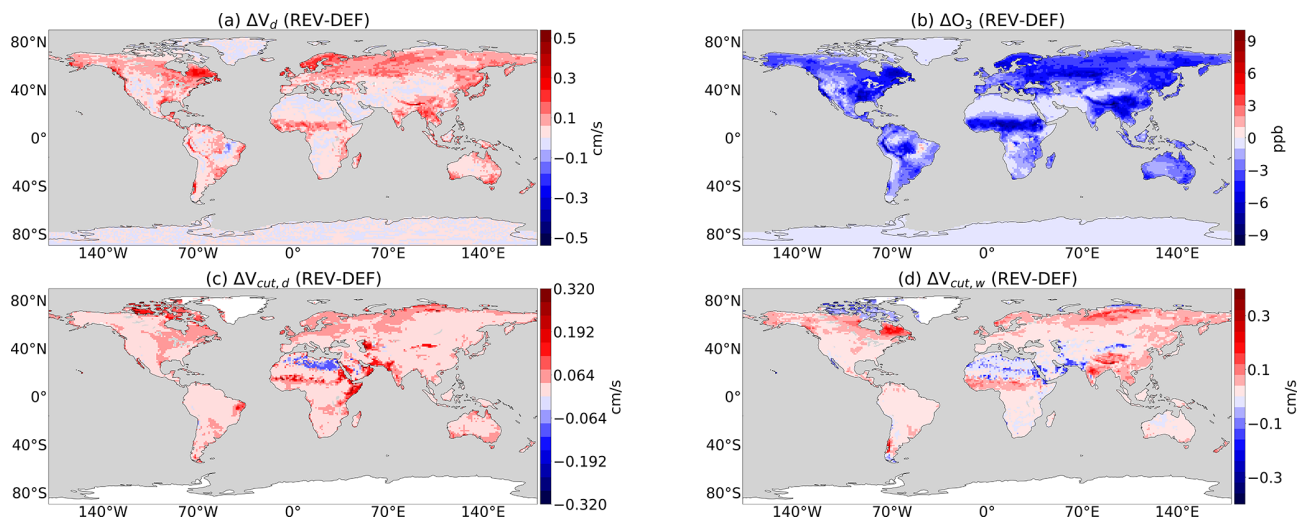 (a) ΔV_d (REV-DEF)
80°N
40°N
0°
40°S
80°S
140°W 70°W 0° 70°E 140°E
0.5
0.3
0.1
−0.1
−0.3
−0.5
cm/s
(b) ΔO₃ (REV-DEF)
80°N
40°N
0°
40°S
80°S
140°W 70°W 0° 70°E 140°E
9
6
3
0
−3
−6
−9
ppb
(c) ΔV_cut,d (REV-DEF)
80°N
40°N
0°
40°S
80°S
140°W 70°W 0° 70°E 140°E
0.320
0.192
0.064
−0.064
−0.192
−0.320
cm/s
(d) ΔV_cut,w (REV-DEF)
80°N
40°N
0°
40°S
80°S
140°W 70°W 0° 70°E 140°E
0.3
0.1
−0.1
−0.3
cm/s